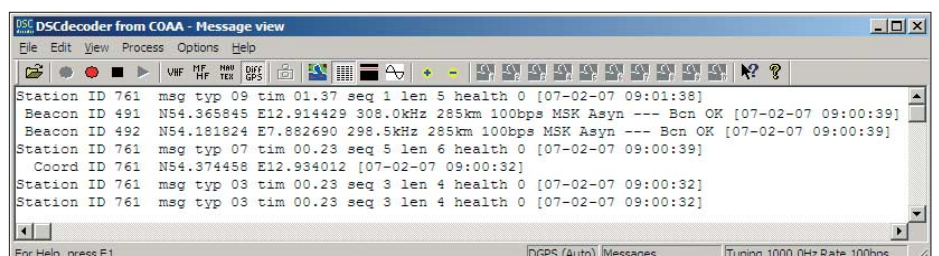 DSC DSCdecoder from COAA - Message view
File Edit View Process Options Help
VHF MF HF NAV TEX Diff GPS
Station ID 761 msg typ 09 tim 01.37 seq 1 len 5 health 0 [07-02-07 09:01:38]
Beacon ID 491 N54.365845 E12.914429 308.0kHz 285km 100bps MSK Asyn --- Bcn OK [07-02-07 09:00:39]
Beacon ID 492 N54.181824 E7.882690 298.5kHz 285km 100bps MSK Asyn --- Bcn OK [07-02-07 09:00:39]
Station ID 761 msg typ 07 tim 00.23 seq 5 len 6 health 0 [07-02-07 09:00:39]
Coord ID 761 N54.374458 E12.934012 [07-02-07 09:00:32]
Station ID 761 msg typ 03 tim 00.23 seq 3 len 4 health 0 [07-02-07 09:00:32]
Station ID 761 msg typ 03 tim 00.23 seq 3 len 4 health 0 [07-02-07 09:00:32]
For Help, press F1 DGPS (Auto) Messages Tuning 1000.0Hz Rate 100bps